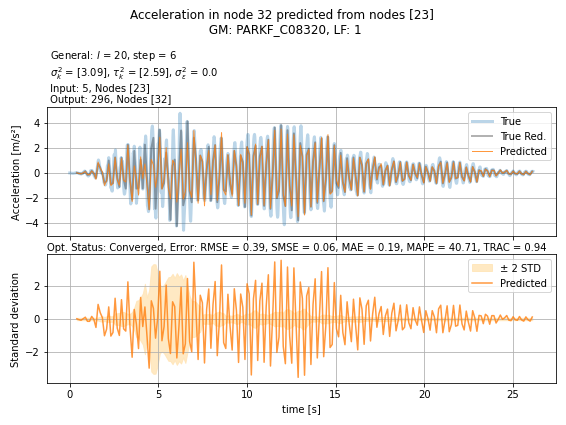 Acceleration in node 32 predicted from nodes [23]
GM: PARKF_C08320, LF: 1
General: l = 20, step = 6
σ²ₖ = [3.09], τ²ₖ = [2.59], σ²ε = 0.0
Input: 5, Nodes [23]
Output: 296, Nodes [32]
Acceleration [m/s²]
4
2
0
−2
−4
True
True Red.
Predicted
Opt. Status: Converged, Error: RMSE = 0.39, SMSE = 0.06, MAE = 0.19, MAPE = 40.71, TRAC = 0.94
Standard deviation
2
0
−2
± 2 STD
Predicted
0 5 10 15 20 25
time [s]